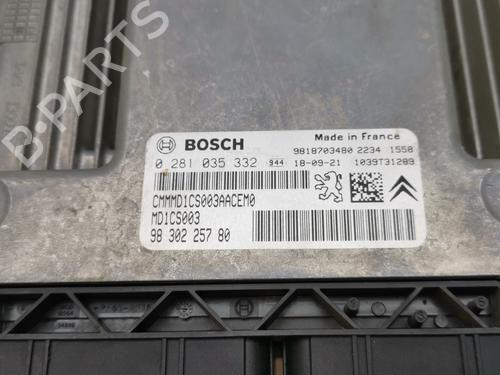 B-PARTS
BOSCH
Made in France
9818703480 2234 1558
0 281 035 332 944 18-09-21 1039T31289
CMMMD1CS003AACEM0
MD1CS003
98 302 257 80